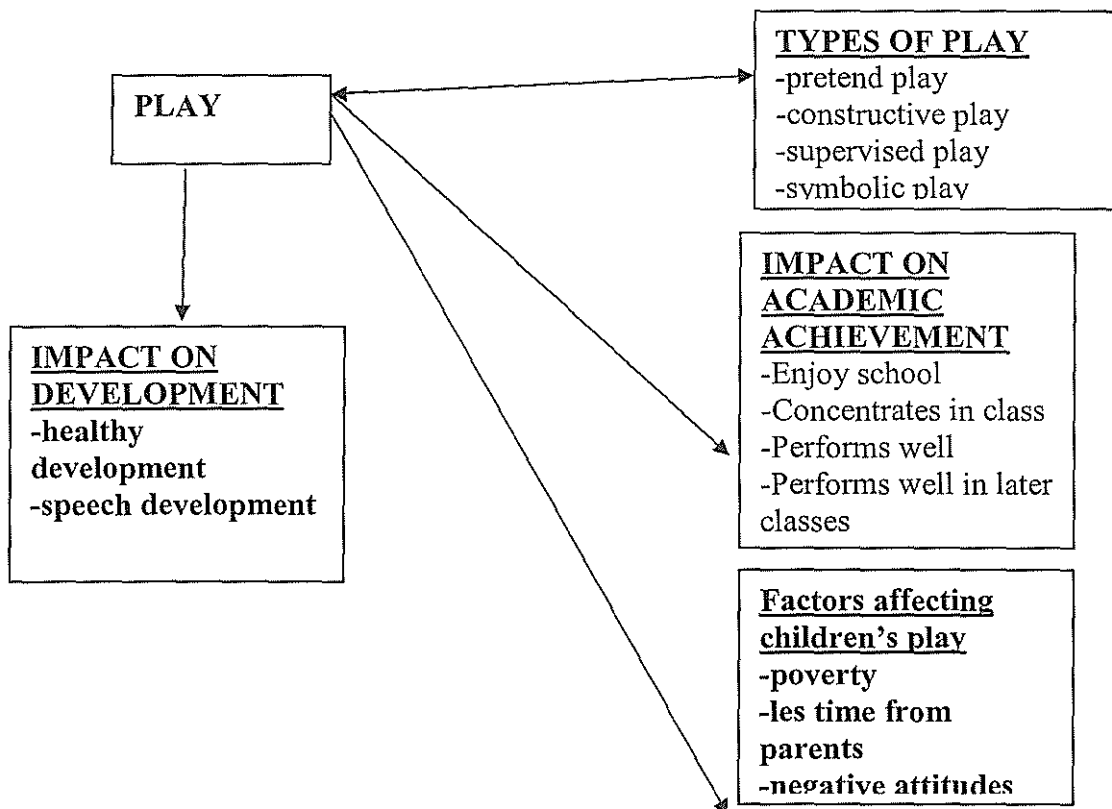 PLAY
TYPES OF PLAY
-pretend play
-constructive play
-supervised play
-symbolic play
IMPACT ON
DEVELOPMENT
-healthy
development
-speech development
IMPACT ON
ACADEMIC
ACHIEVEMENT
-Enjoy school
-Concentrates in class
-Performs well
-Performs well in later
classes
Factors affecting
children's play
-poverty
-les time from
parents
-negative attitudes